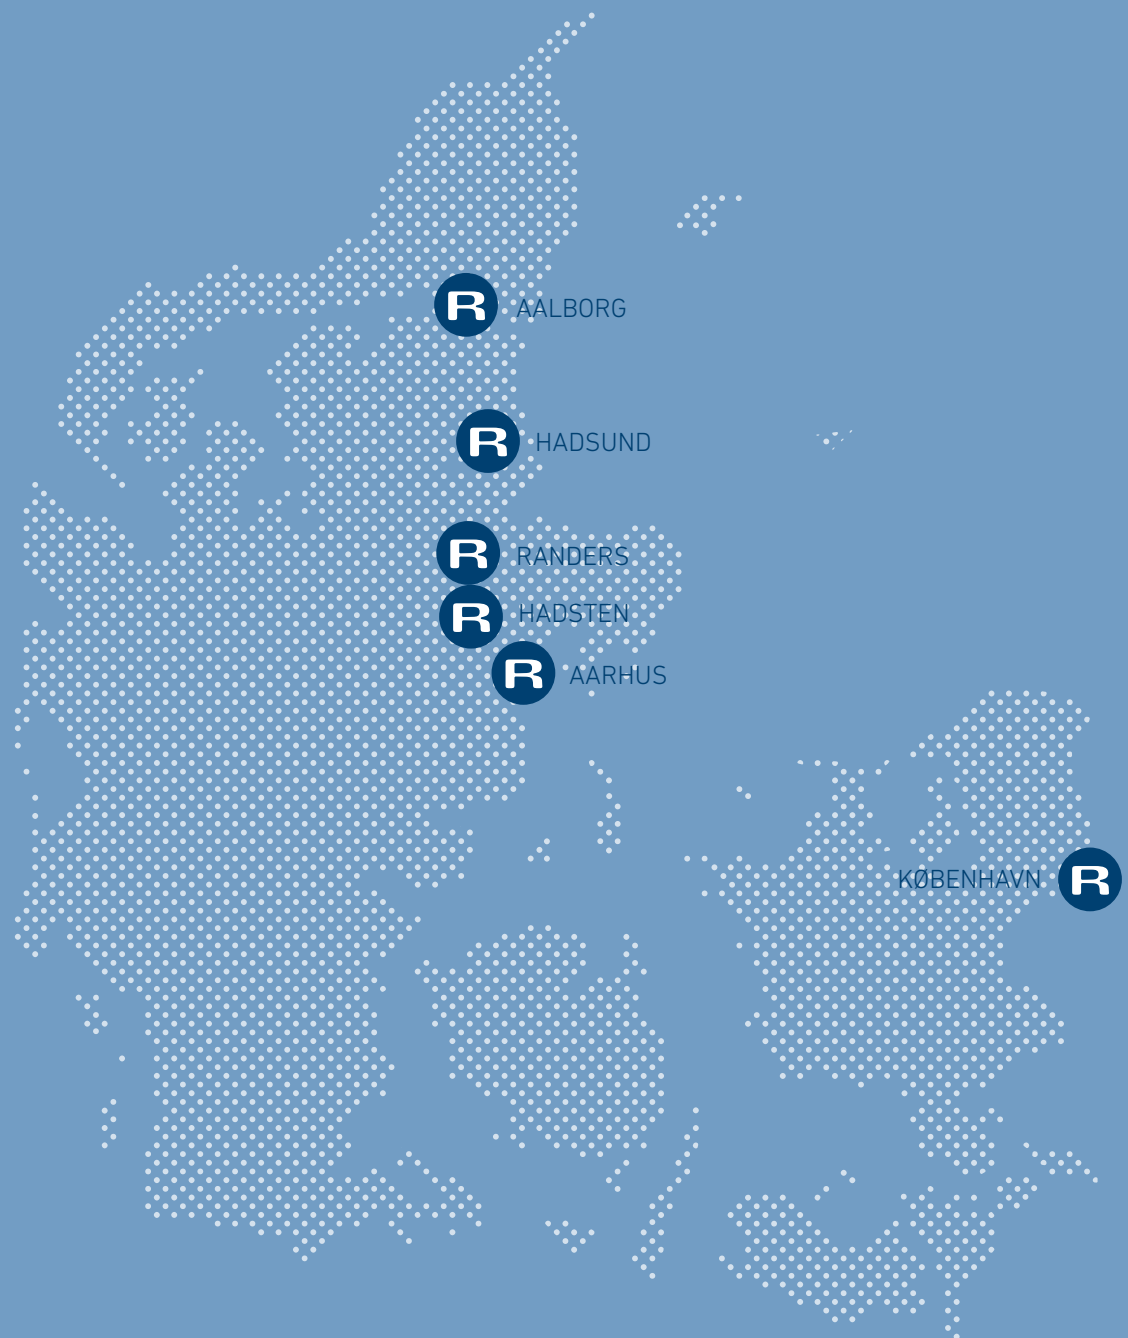 R AALBORG
R HADSUND
R RANDERS
R HADSTEN
R AARHUS
KØBENHAVN R